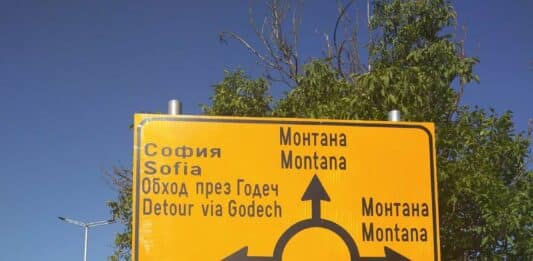 Монтана
Montana
София
Sofia
Обход през Годеч
Detour via Godech
Монтана
Montana